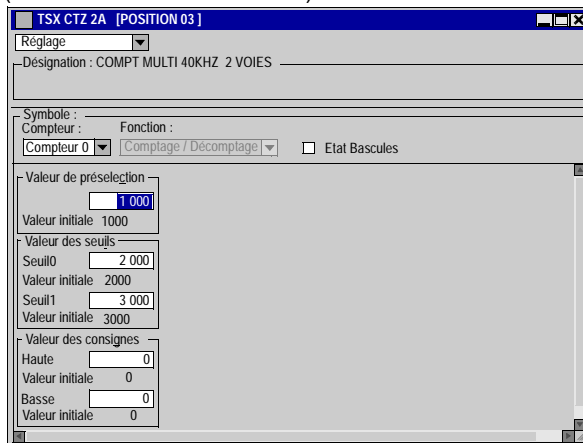 TSX CTZ 2A [POSITION 03 ]
Réglage
Désignation : COMPT MULTI 40KHZ 2 VOIES
Symbole :
Compteur : Fonction :
Compteur 0 Comptage / Décomptage Etat Bascules
Valeur de préselection
1 000
Valeur initiale 1000
Valeur des seuils
Seuil0 2 000
Valeur initiale 2000
Seuil1 3 000
Valeur initiale 3000
Valeur des consignes
Haute 0
Valeur initiale 0
Basse 0
Valeur initiale 0